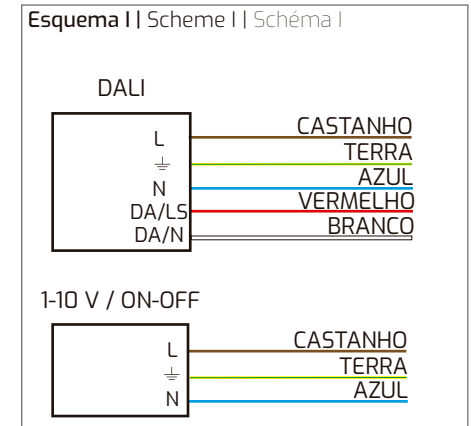 Esquema I | Scheme I | Schéma I
DALI
L CASTANHO
⏚ TERRA
N AZUL
DA/LS VERMELHO
DA/N BRANCO
1-10 V / ON-OFF
L CASTANHO
⏚ TERRA
N AZUL